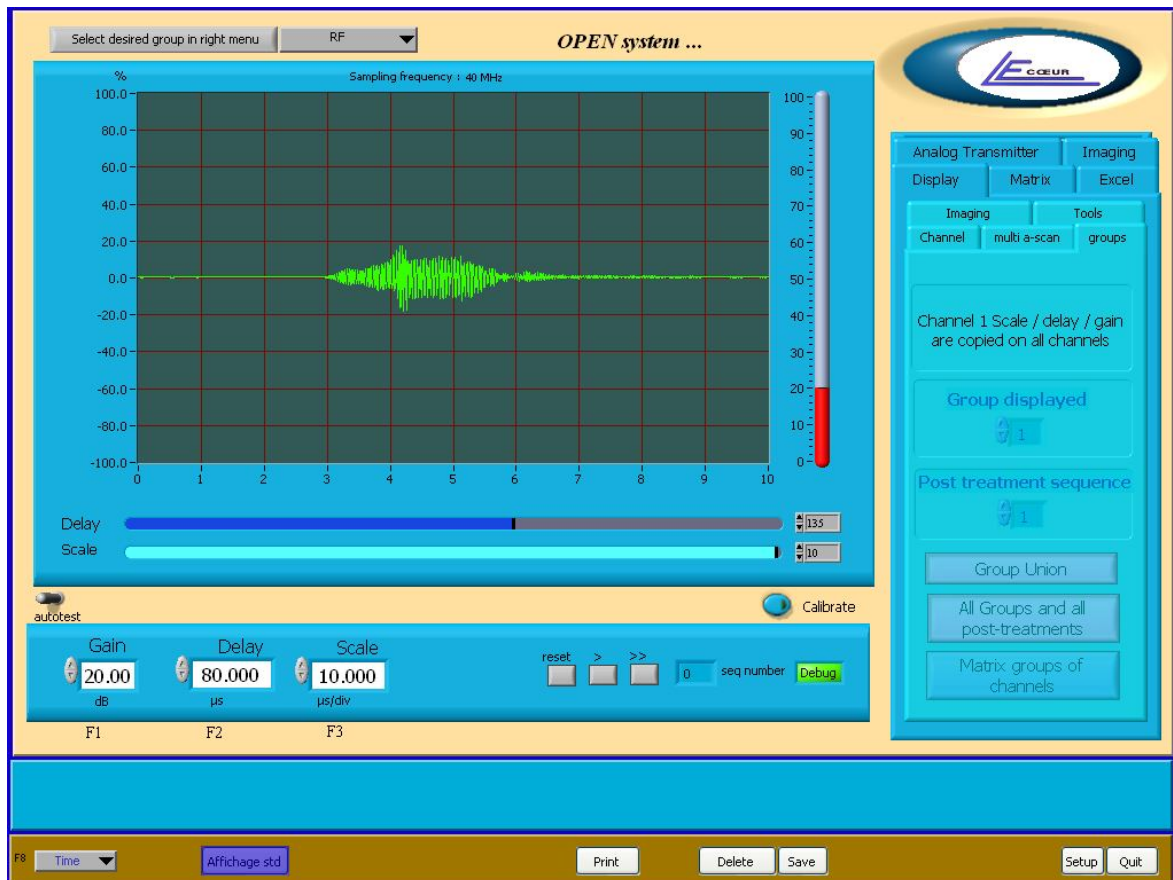 Select desired group in right menu
RF
OPEN system ...
LE CŒUR
%
Sampling frequency : 40 MHz
100.0
80.0
60.0
40.0
20.0
0.0
-20.0
-40.0
-60.0
-80.0
-100.0
0 1 2 3 4 5 6 7 8 9 10
100
90
80
70
60
50
40
30
20
10
0
Delay
135
Scale
10
autotest
Calibrate
Gain Delay Scale
20.00 80.000 10.000
dB µs µs/div
F1 F2 F3
reset > >>
0 seq number Debug
Analog Transmitter Imaging
Display Matrix Excel
Imaging Tools
Channel multi a-scan groups
Channel 1 Scale / delay / gain
are copied on all channels
Group displayed
1
Post treatment sequence
1
Group Union
All Groups and all
post-treatments
Matrix groups of
channels
F8 Time
Affichage std
Print
Delete
Save
Setup
Quit